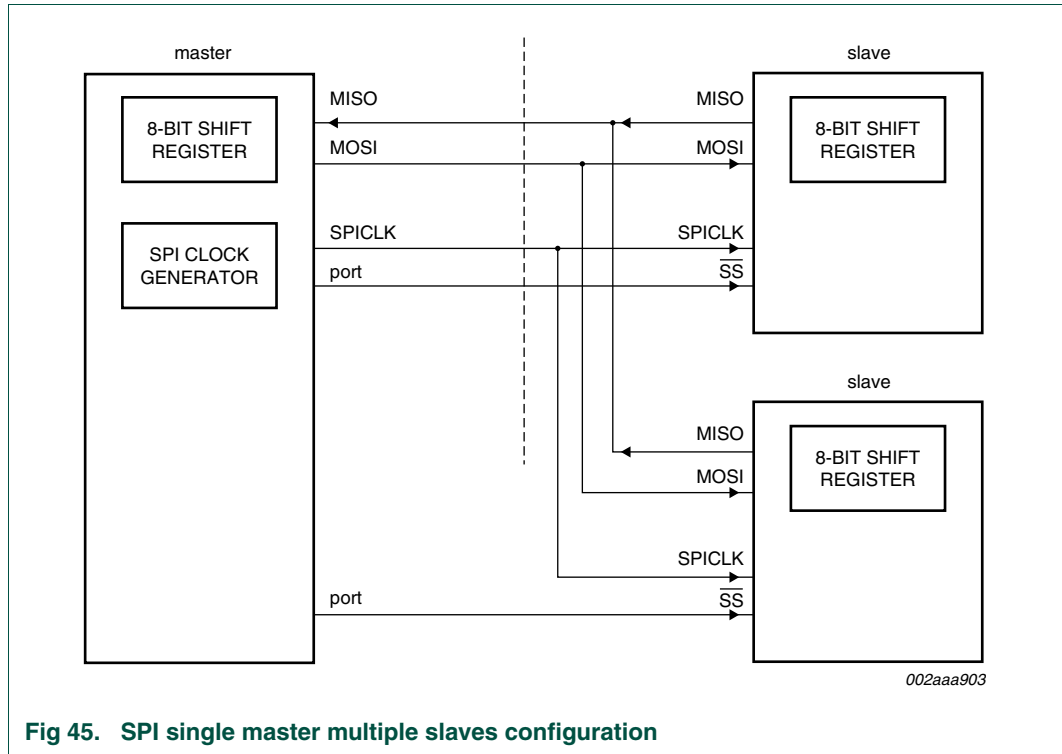 master
8-BIT SHIFT
REGISTER
SPI CLOCK
GENERATOR
MISO
MOSI
SPICLK
port
port
slave
MISO
MOSI
SPICLK
S̅S̅
8-BIT SHIFT
REGISTER
slave
MISO
MOSI
SPICLK
S̅S̅
8-BIT SHIFT
REGISTER
002aaa903
Fig 45. SPI single master multiple slaves configuration